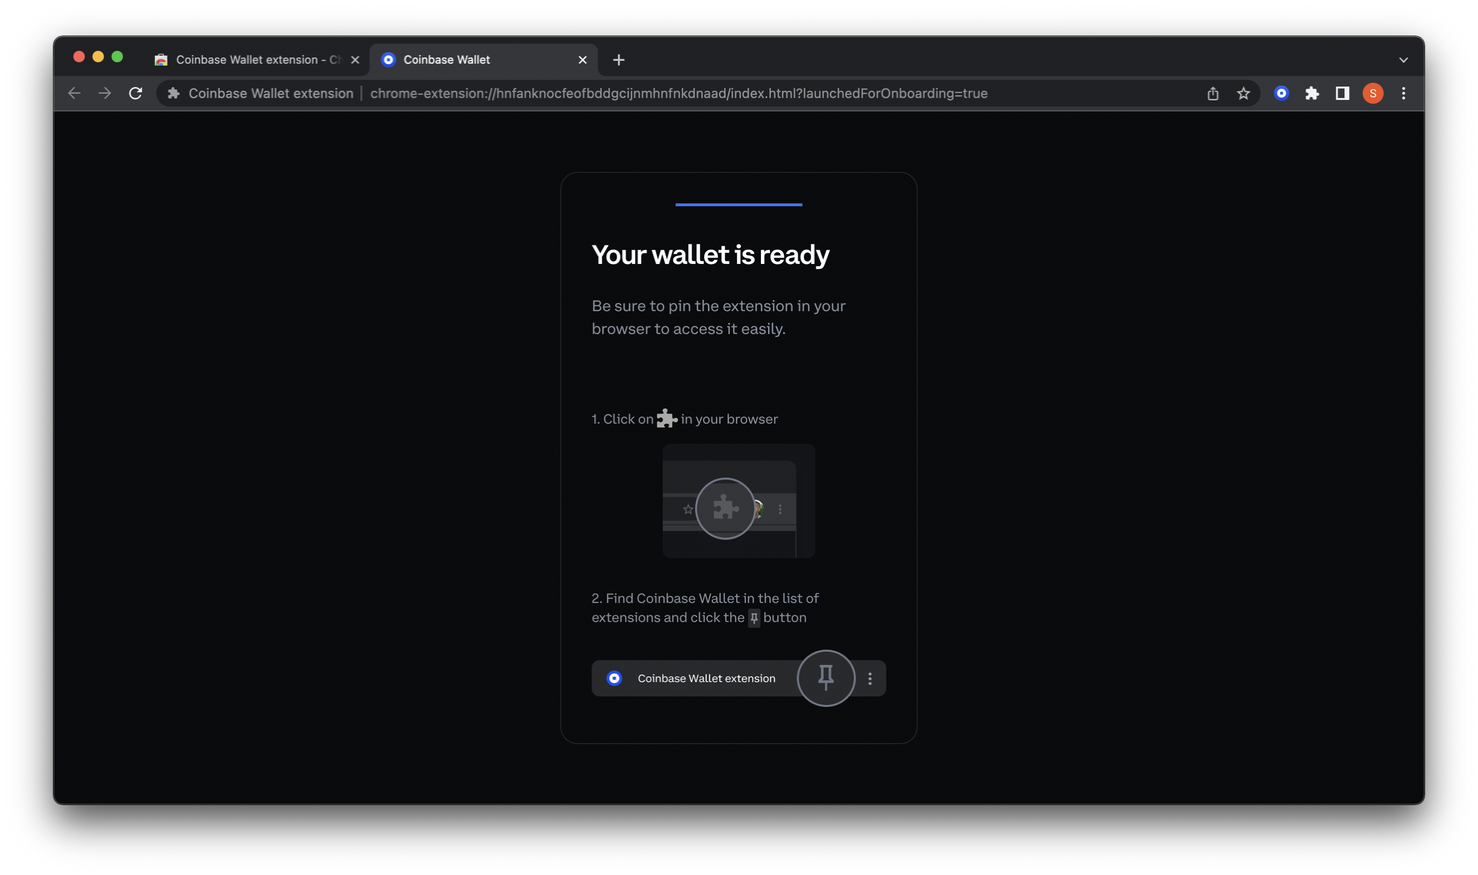 Coinbase Wallet extension - Ch
Coinbase Wallet
Coinbase Wallet extension | chrome-extension://hnfanknocfeofbddgcijnmhnfnkdnaad/index.html?launchedForOnboarding=true
S
Your wallet is ready
Be sure to pin the extension in your
browser to access it easily.
1. Click on in your browser
2. Find Coinbase Wallet in the list of
extensions and click the button
Coinbase Wallet extension